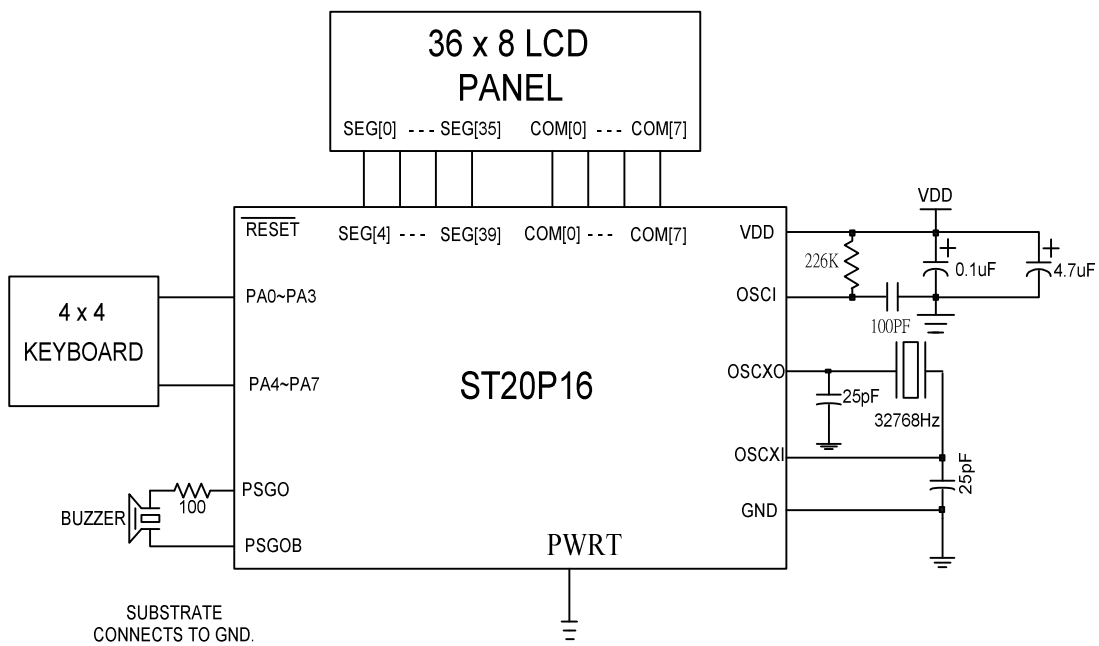 36 x 8 LCD
PANEL
SEG[0] --- SEG[35] COM[0] --- COM[7]
VDD
RESET
SEG[4] --- SEG[39] COM[0] --- COM[7]
VDD
226K
0.1uF
4.7uF
4 x 4
KEYBOARD
PA0~PA3
OSCI
100PF
PA4~PA7
ST20P16
OSCXO
25pF
32768Hz
OSCXI
25pF
PSGO
100
BUZZER
GND
PSGOB
PWRT
SUBSTRATE
CONNECTS TO GND.